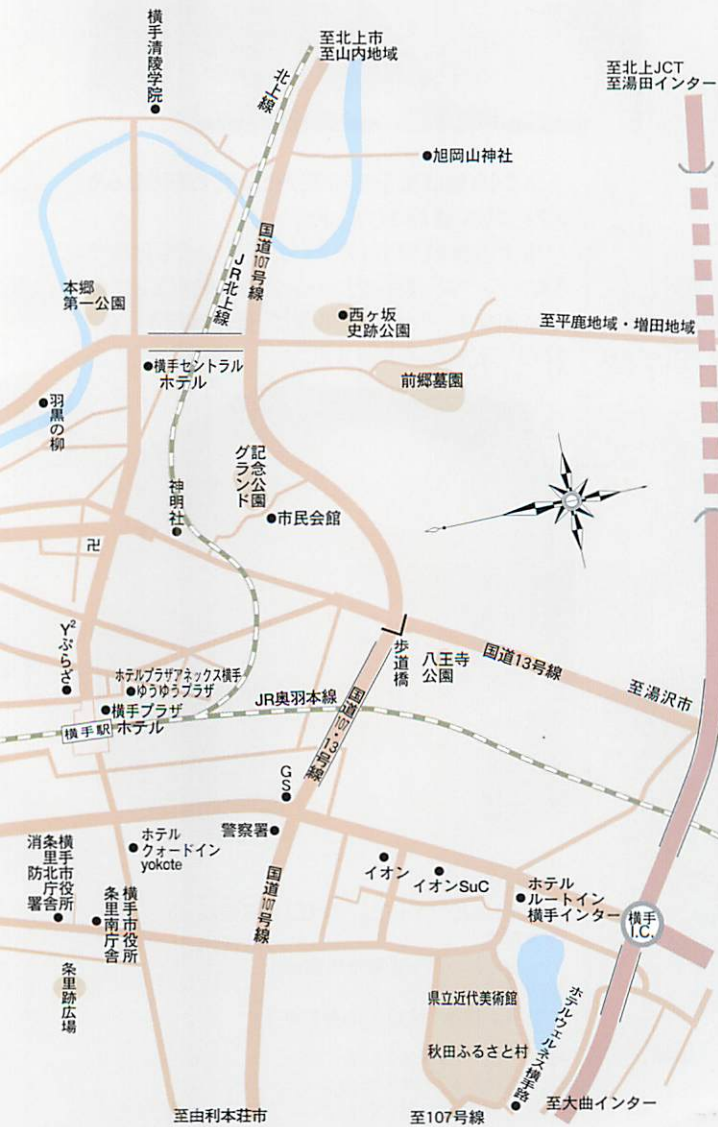 横手清陵学院
至北上市
至山内地域
北上線
至北上JCT
至湯田インター
旭岡山神社
国道107号線
JR北上線
本郷
第一公園
西ヶ坂
史跡公園
至平鹿地域・増田地域
横手セントラル
ホテル
前郷墓園
羽黒の柳
記念公園
グランド
神明社
市民会館
卍
歩道橋
八王寺
公園
国道13号線
至湯沢市
Y²ぷらざ
ホテルプラザアネックス横手
ゆうゆうプラザ
横手プラザ
ホテル
横手駅
JR奥羽本線
国道107・13号線
GS
警察署
ホテル
クォードイン
yokote
横手市役所
条里北庁舎
消防署
横手市役所
条里南庁舎
国道107号線
イオン
イオンSuC
ホテル
ルートイン
横手インター
横手
I.C.
条里跡広場
県立近代美術館
秋田ふるさと村
ホテルウェルネス横手路
至大曲インター
至由利本荘市
至107号線